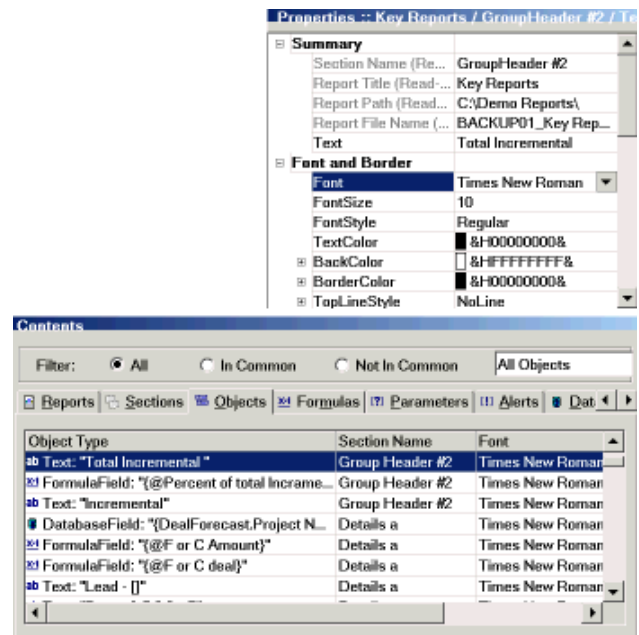 Properties :: Key Reports / GroupHeader #2 / Te
Summary
Section Name (Re... GroupHeader #2
Report Title (Read-... Key Reports
Report Path (Read... C:\Demo Reports\
Report File Name (... BACKUP01_Key Rep...
Text Total Incremental
Font and Border
Font Times New Roman
FontSize 10
FontStyle Regular
TextColor &H00000000&
BackColor &HFFFFFFFF&
BorderColor &H00000000&
TopLineStyle NoLine
Contents
Filter: All In Common Not In Common All Objects
Reports Sections Objects Formulas Parameters Alerts Dat
Object Type Section Name Font
Text: "Total Incremental " Group Header #2 Times New Roman
FormulaField: "{@Percent of total Increme... Group Header #2 Times New Roman
Text: "Incremental" Group Header #2 Times New Roman
DatabaseField: "{DealForecast.Project N... Details a Times New Roman
FormulaField: "{@F or C Amount}" Details a Times New Roman
FormulaField: "{@F or C deal}" Details a Times New Roman
Text: "Lead - []" Details a Times New Roman